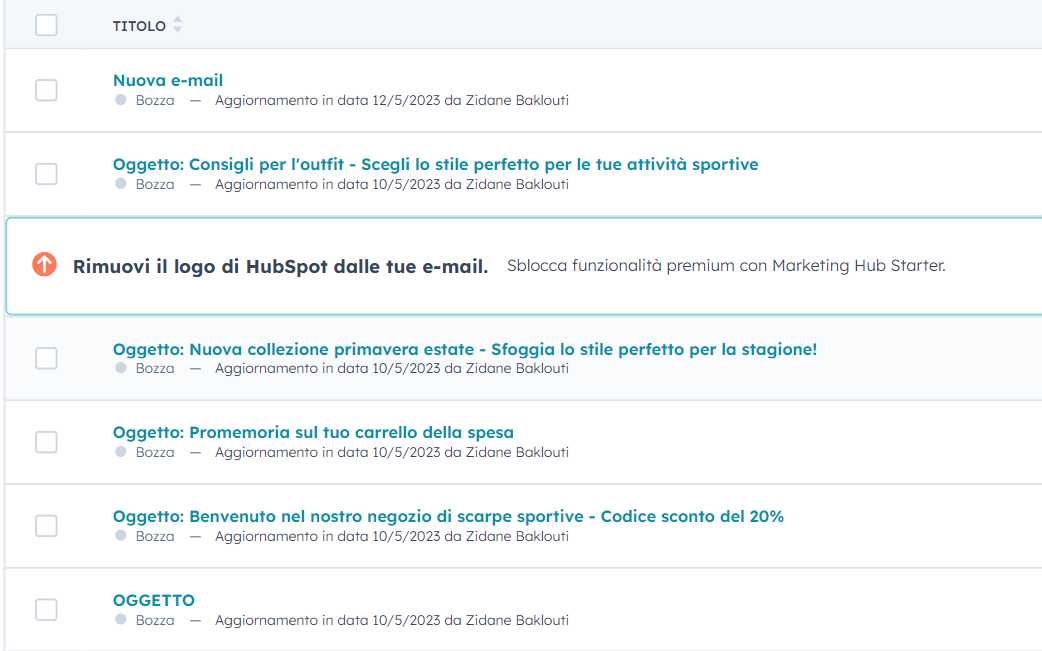 TITOLO
Nuova e-mail
Bozza — Aggiornamento in data 12/5/2023 da Zidane Baklouti
Oggetto: Consigli per l'outfit - Scegli lo stile perfetto per le tue attività sportive
Bozza — Aggiornamento in data 10/5/2023 da Zidane Baklouti
Rimuovi il logo di HubSpot dalle tue e-mail. Sblocca funzionalità premium con Marketing Hub Starter.
Oggetto: Nuova collezione primavera estate - Sfoggia lo stile perfetto per la stagione!
Bozza — Aggiornamento in data 10/5/2023 da Zidane Baklouti
Oggetto: Promemoria sul tuo carrello della spesa
Bozza — Aggiornamento in data 10/5/2023 da Zidane Baklouti
Oggetto: Benvenuto nel nostro negozio di scarpe sportive - Codice sconto del 20%
Bozza — Aggiornamento in data 10/5/2023 da Zidane Baklouti
OGGETTO
Bozza — Aggiornamento in data 10/5/2023 da Zidane Baklouti